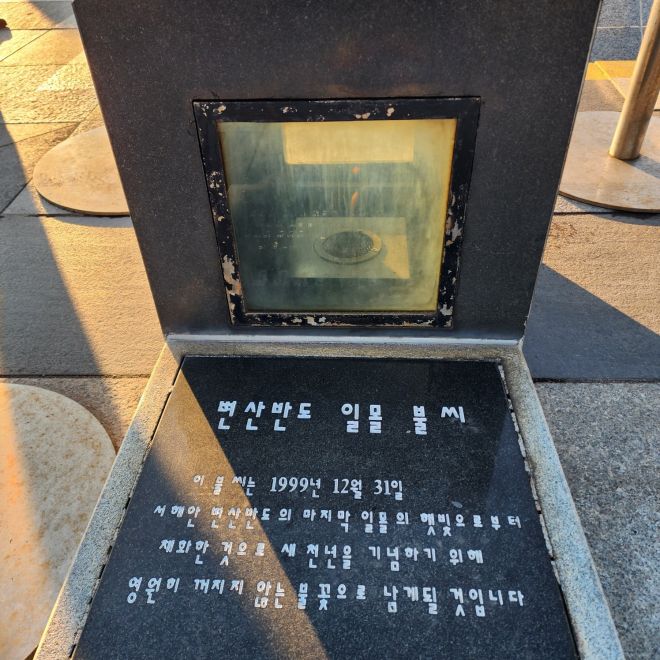 변산반도 일몰 불씨
이 불씨는 1999년 12월 31일
서해안 변산반도의 마지막 일몰의 햇빛으로부터
채화한 것으로 새 천년을 기념하기 위해
영원히 꺼지지 않는 불꽃으로 남게될 것입니다